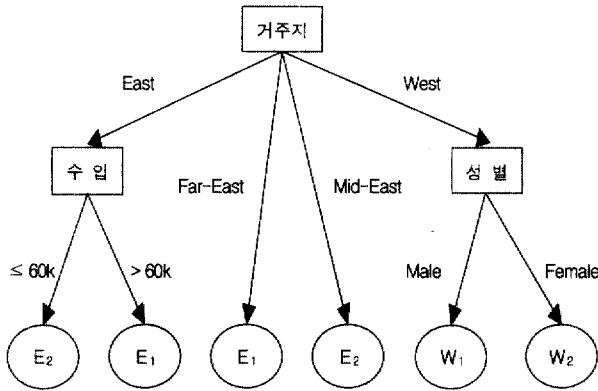 거주지
East
West
수 입
Far-East
Mid-East
성 별
≤ 60k
> 60k
Male
Female
E₂
E₁
E₁
E₂
W₁
W₂